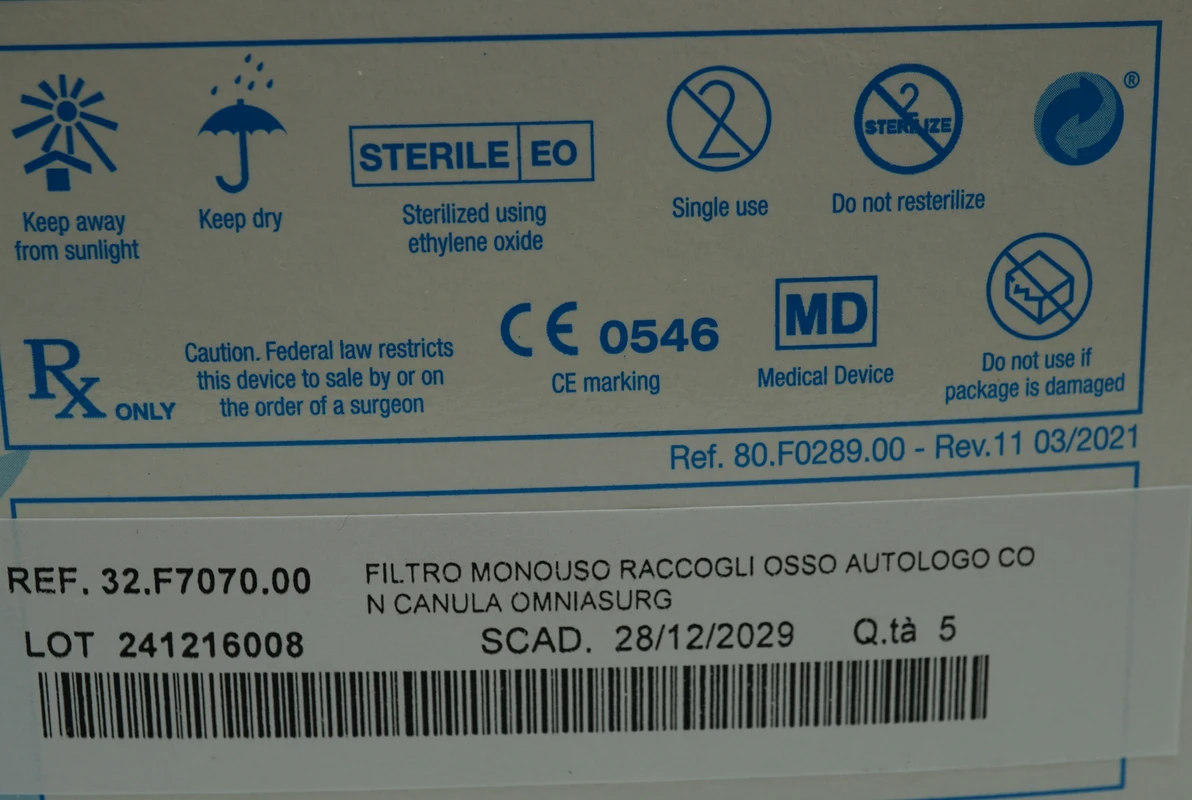 ®
2
2
STERILIZE
STERILE EO
Keep away
from sunlight
Keep dry
Sterilized using
ethylene oxide
Single use
Do not resterilize
Rx ONLY
Caution. Federal law restricts
this device to sale by or on
the order of a surgeon
CE 0546
CE marking
MD
Medical Device
Do not use if
package is damaged
Ref. 80.F0289.00 - Rev.11 03/2021
REF. 32.F7070.00
FILTRO MONOUSO RACCOGLI OSSO AUTOLOGO CO
N CANULA OMNIASURG
LOT 241216008
SCAD. 28/12/2029
Q.tà 5